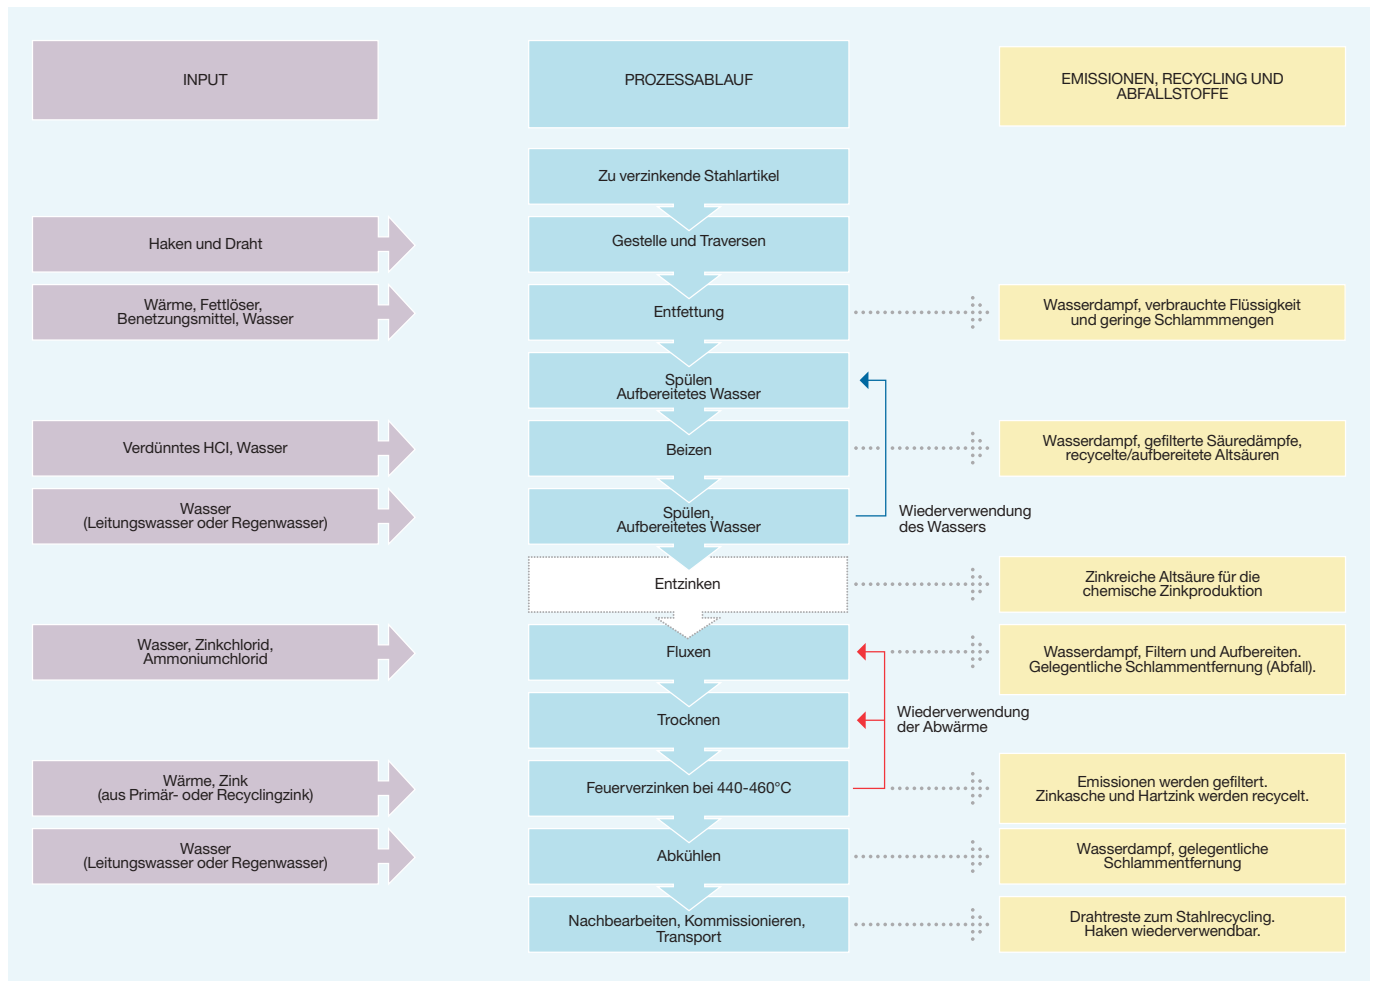 INPUT
PROZESSABLAUF
EMISSIONEN, RECYCLING UND
ABFALLSTOFFE
Zu verzinkende Stahlartikel
Haken und Draht
Gestelle und Traversen
Wärme, Fettlöser,
Benetzungsmittel, Wasser
Entfettung
Wasserdampf, verbrauchte Flüssigkeit
und geringe Schlammmengen
Spülen
Aufbereitetes Wasser
Verdünntes HCl, Wasser
Beizen
Wasserdampf, gefilterte Säuredämpfe,
recycelte/aufbereitete Altsäuren
Wasser
(Leitungswasser oder Regenwasser)
Spülen,
Aufbereitetes Wasser
Wiederverwendung
des Wassers
Entzinken
Zinkreiche Altsäure für die
chemische Zinkproduktion
Wasser, Zinkchlorid,
Ammoniumchlorid
Fluxen
Wasserdampf, Filtern und Aufbereiten.
Gelegentliche Schlammentfernung (Abfall).
Trocknen
Wiederverwendung
der Abwärme
Wärme, Zink
(aus Primär- oder Recyclingzink)
Feuerverzinken bei 440-460°C
Emissionen werden gefiltert.
Zinkasche und Hartzink werden recycelt.
Wasser
(Leitungswasser oder Regenwasser)
Abkühlen
Wasserdampf, gelegentliche
Schlammentfernung
Nachbearbeiten, Kommissionieren,
Transport
Drahtreste zum Stahlrecycling.
Haken wiederverwendbar.